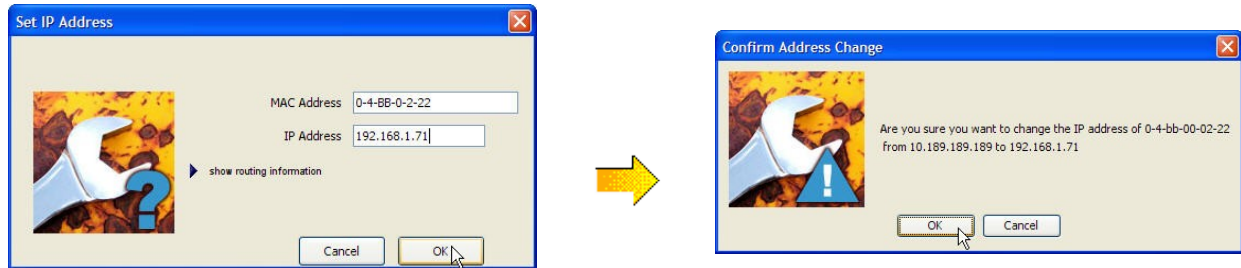 Set IP Address
MAC Address 0-4-BB-0-2-22
IP Address 192.168.1.71
show routing information
Cancel OK
Confirm Address Change
Are you sure you want to change the IP address of 0-4-bb-00-02-22
from 10.189.189.189 to 192.168.1.71
OK Cancel